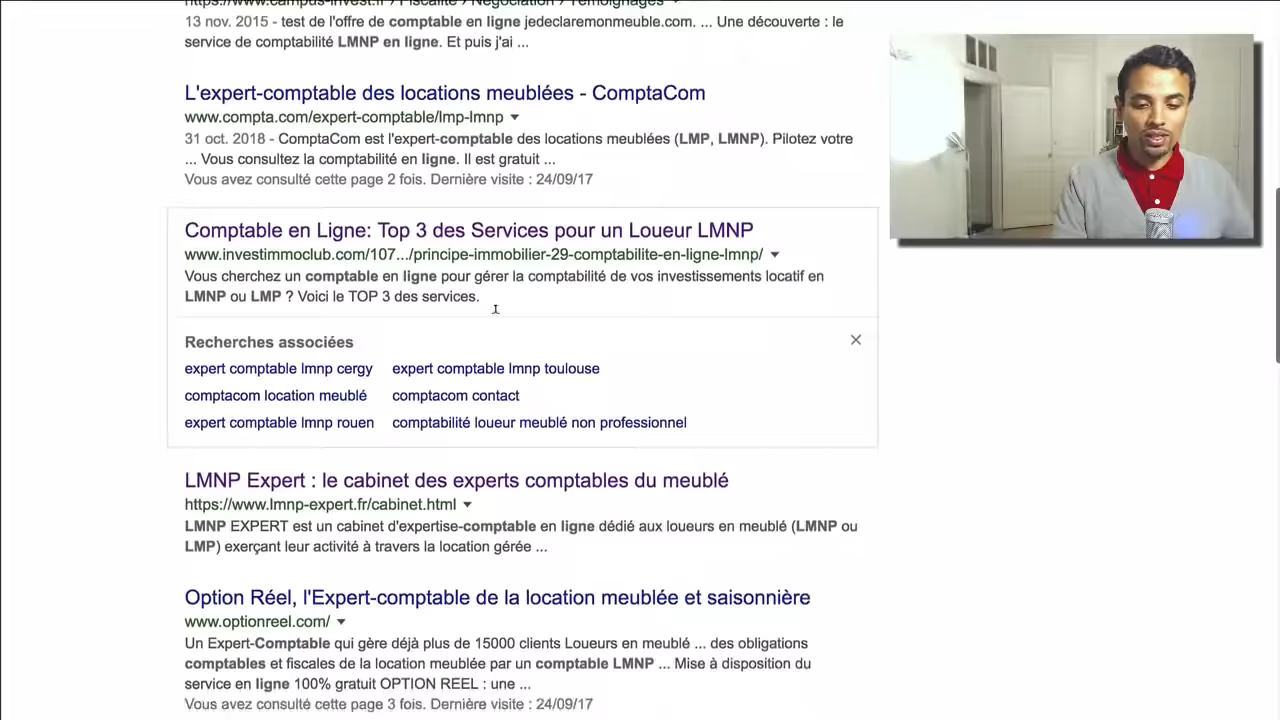 https://www.campus-invest.fr › Fiscalité › Négociation › Témoignages
13 nov. 2015 - test de l'offre de comptable en ligne jedeclaremonmeuble.com. ... Une découverte : le
service de comptabilité LMNP en ligne. Et puis j'ai ...
L'expert-comptable des locations meublées - ComptaCom
www.compta.com/expert-comptable/lmp-lmnp
31 oct. 2018 - ComptaCom est l'expert-comptable des locations meublées (LMP, LMNP). Pilotez votre
... Vous consultez la comptabilité en ligne. Il est gratuit ...
Vous avez consulté cette page 2 fois. Dernière visite : 24/09/17
Comptable en Ligne: Top 3 des Services pour un Loueur LMNP
www.investimmoclub.com/107.../principe-immobilier-29-comptabilite-en-ligne-lmnp/
Vous cherchez un comptable en ligne pour gérer la comptabilité de vos investissements locatif en
LMNP ou LMP ? Voici le TOP 3 des services.
Recherches associées
expert comptable lmnp cergy expert comptable lmnp toulouse
comptacom location meublé comptacom contact
expert comptable lmnp rouen comptabilité loueur meublé non professionnel
LMNP Expert : le cabinet des experts comptables du meublé
https://www.lmnp-expert.fr/cabinet.html
LMNP EXPERT est un cabinet d'expertise-comptable en ligne dédié aux loueurs en meublé (LMNP ou
LMP) exerçant leur activité à travers la location gérée ...
Option Réel, l'Expert-comptable de la location meublée et saisonnière
www.optionreel.com/
Un Expert-Comptable qui gère déjà plus de 15000 clients Loueurs en meublé ... des obligations
comptables et fiscales de la location meublée par un comptable LMNP ... Mise à disposition du
service en ligne 100% gratuit OPTION REEL : une ...
Vous avez consulté cette page 3 fois. Dernière visite : 24/09/17